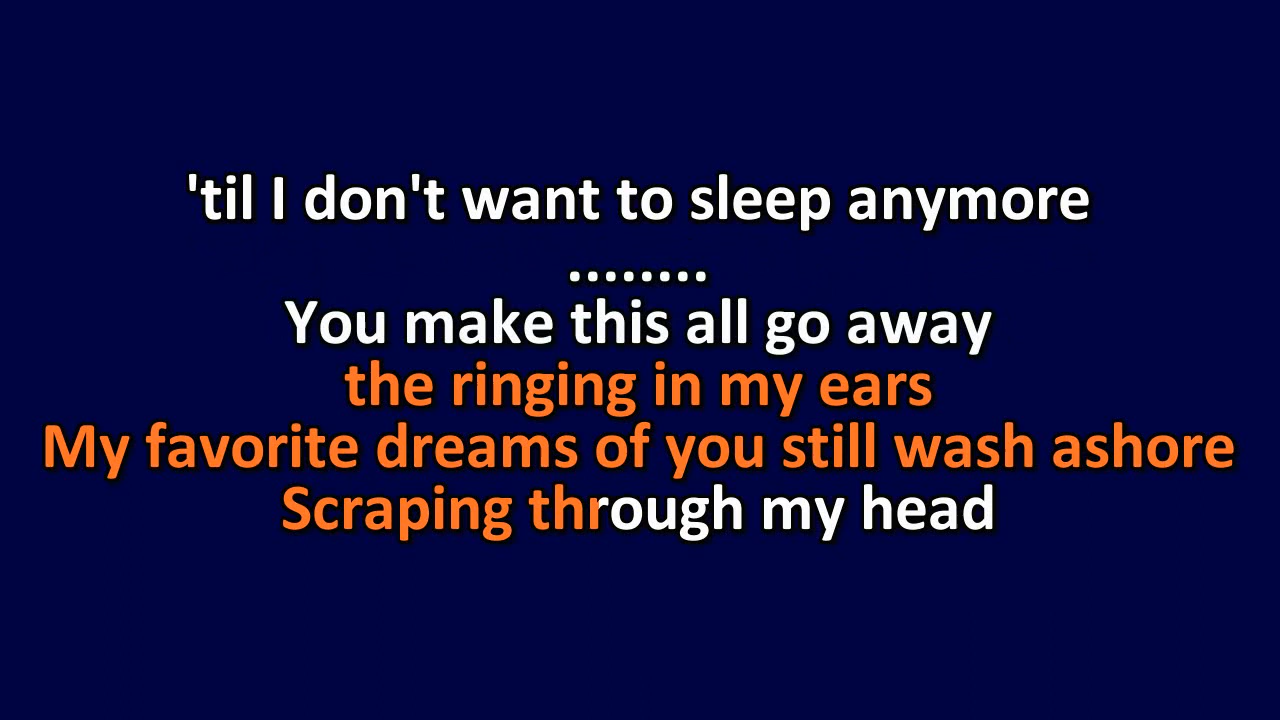 'til I don't want to sleep anymore
........
You make this all go away
the ringing in my ears
My favorite dreams of you still wash ashore
Scraping through my head